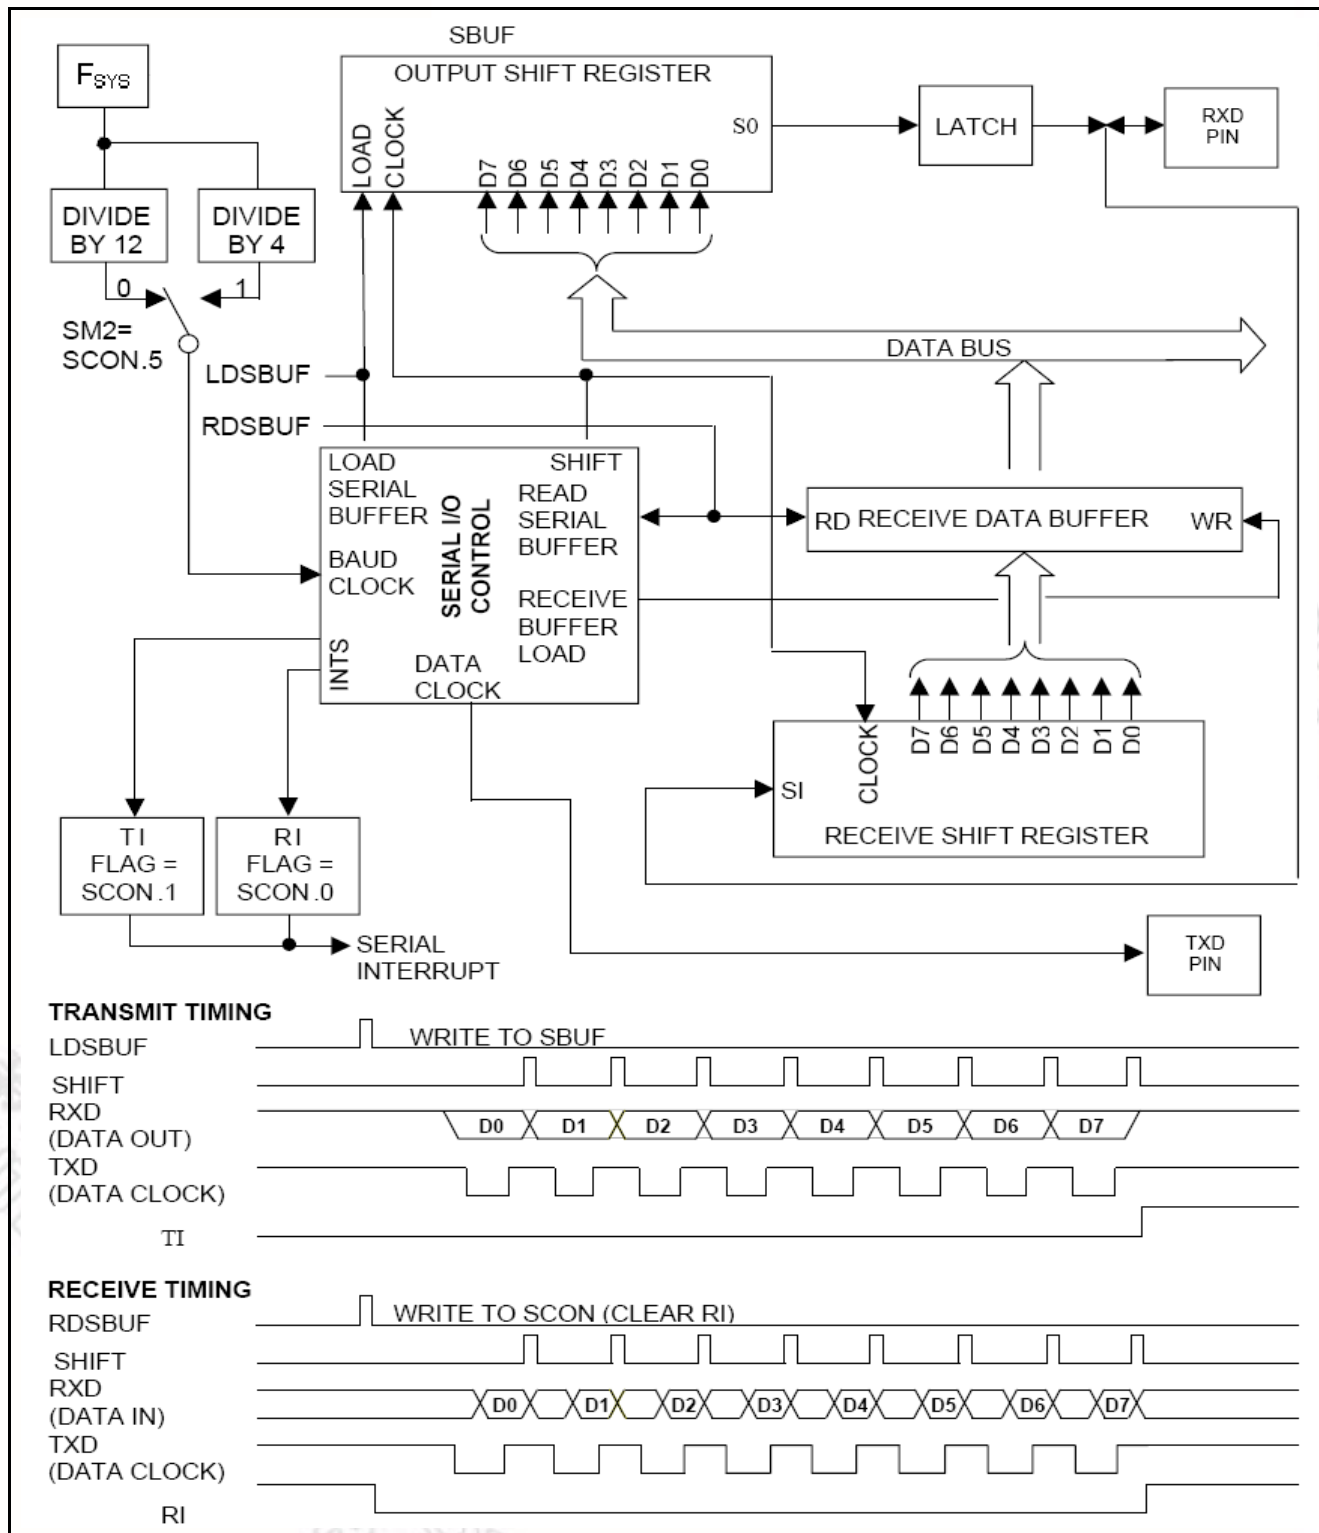 SBUF
F SYS
OUTPUT SHIFT REGISTER
LOAD
CLOCK
D7
D6
D5
D4
D3
D2
D1
D0
S0
LATCH
RXD
PIN
DIVIDE
BY 12
DIVIDE
BY 4
0
1
SM2=
SCON.5
DATA BUS
LDSBUF
RDSBUF
LOAD
SERIAL
BUFFER
BAUD
CLOCK
INTS
SERIAL I/O
CONTROL
SHIFT
READ
SERIAL
BUFFER
RECEIVE
BUFFER
LOAD
DATA
CLOCK
RD RECEIVE DATA BUFFER WR
SI
CLOCK
D7
D6
D5
D4
D3
D2
D1
D0
RECEIVE SHIFT REGISTER
TI
FLAG =
SCON.1
RI
FLAG =
SCON.0
SERIAL
INTERRUPT
TXD
PIN
TRANSMIT TIMING
LDSBUF
WRITE TO SBUF
SHIFT
RXD
(DATA OUT)
D0 D1 D2 D3 D4 D5 D6 D7
TXD
(DATA CLOCK)
TI
RECEIVE TIMING
RDSBUF
WRITE TO SCON (CLEAR RI)
SHIFT
RXD
(DATA IN)
D0 D1 D2 D3 D4 D5 D6 D7
TXD
(DATA CLOCK)
RI